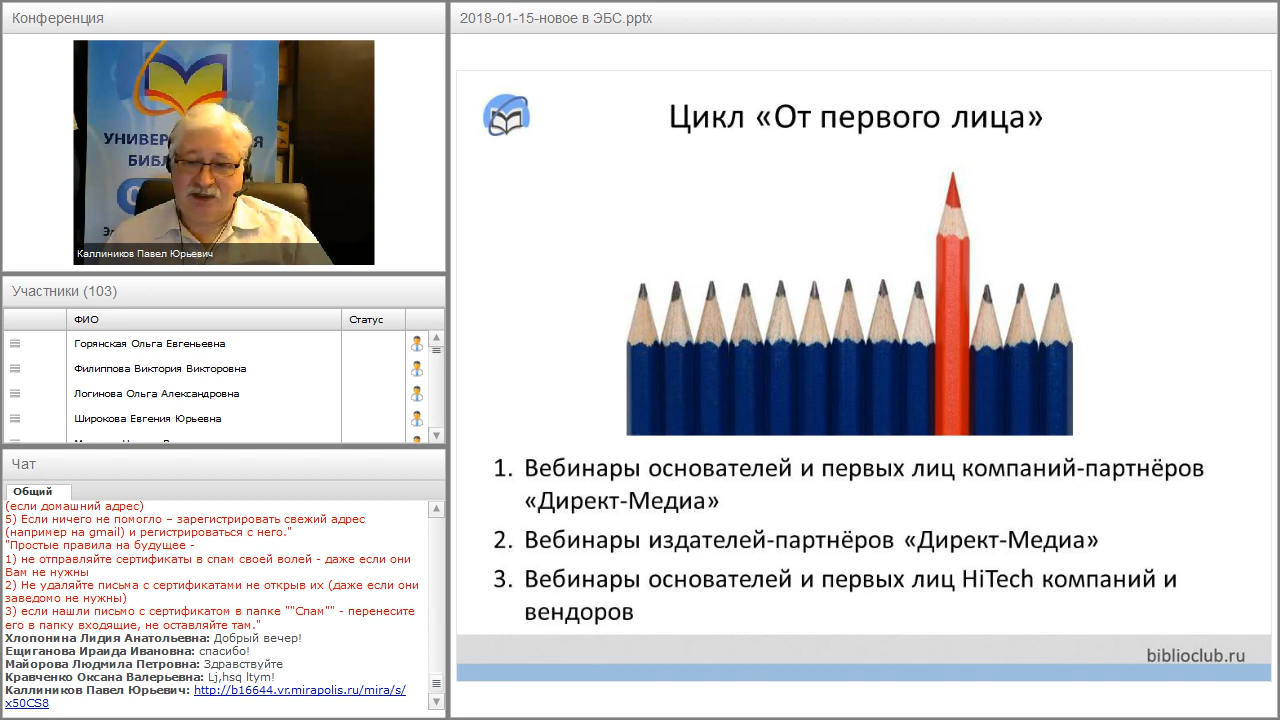 Конференция
УНИВЕР
АЯ
БИБЛ
Каллиников Павел Юрьевич
Участники (103)
ФИО
Статус
Горянская Ольга Евгеньевна
Филиппова Виктория Викторовна
Логинова Ольга Александровна
Широкова Евгения Юрьевна
Чат
Общий
(если домашний адрес)
5) Если ничего не помогло – зарегистрировать свежий адрес
(например на gmail) и регистрироваться с него."
"Простые правила на будущее -
1) не отправляйте сертификаты в спам своей волей - даже если они
Вам не нужны
2) Не удаляйте письма с сертификатами не открыв их (даже если они
заведомо не нужны)
3) если нашли письмо с сертификатом в папке ""Спам"" - перенесите
его в папку входящие, не оставляйте там."
Хлопонина Лидия Анатольевна: Добрый вечер!
Ещиганова Ираида Ивановна: спасибо!
Майорова Людмила Петровна: Здравствуйте
Кравченко Оксана Валерьевна: Lj,hsq ltym!
Каллиников Павел Юрьевич: http://b16644.vr.mirapolis.ru/mira/s/
x50CS8
2018-01-15-новое в ЭБС.pptx
Цикл «От первого лица»
1. Вебинары основателей и первых лиц компаний-партнёров
«Директ-Медиа»
2. Вебинары издателей-партнёров «Директ-Медиа»
3. Вебинары основателей и первых лиц HiTech компаний и
вендоров
biblioclub.ru